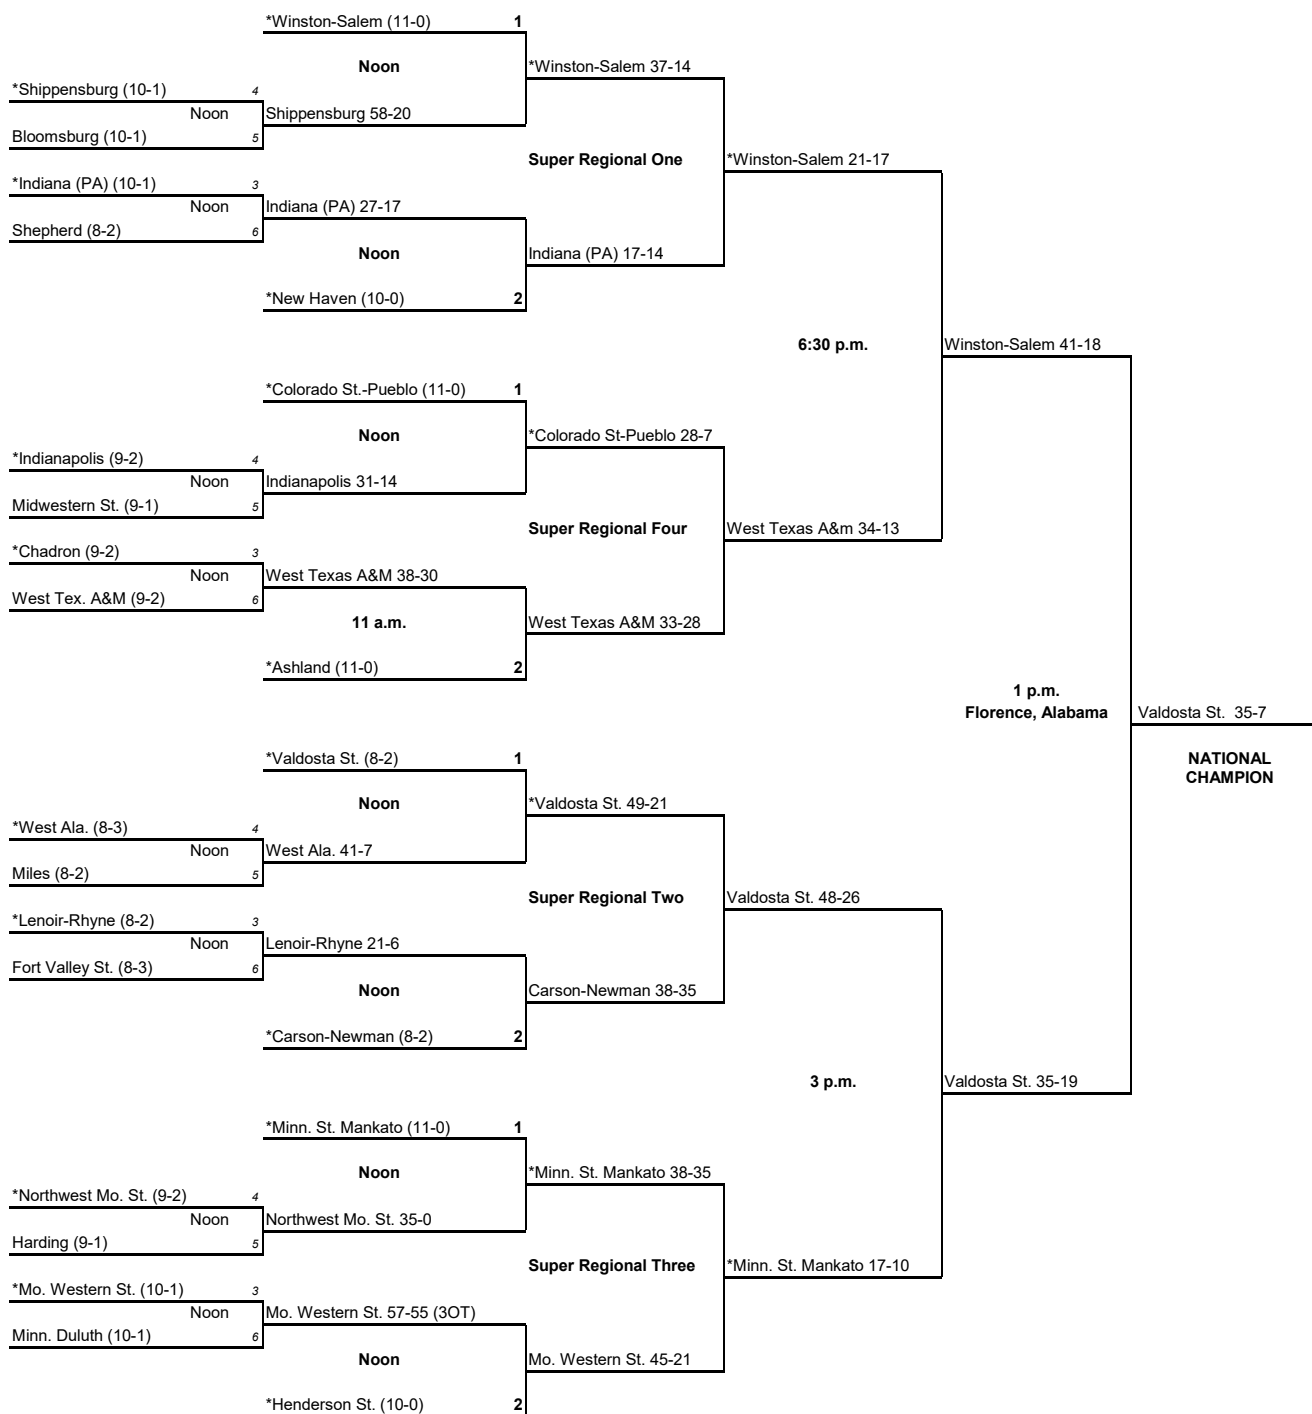 *Winston-Salem (11-0) 1
Noon
*Winston-Salem 37-14
*Shippensburg (10-1) 4
Noon
Shippensburg 58-20
Bloomsburg (10-1) 5
Super Regional One
*Winston-Salem 21-17
*Indiana (PA) (10-1) 3
Noon
Indiana (PA) 27-17
Shepherd (8-2) 6
Noon
Indiana (PA) 17-14
*New Haven (10-0) 2
6:30 p.m.
Winston-Salem 41-18
*Colorado St.-Pueblo (11-0) 1
Noon
*Colorado St-Pueblo 28-7
*Indianapolis (9-2) 4
Noon
Indianapolis 31-14
Midwestern St. (9-1) 5
Super Regional Four
West Texas A&m 34-13
*Chadron (9-2) 3
Noon
West Texas A&M 38-30
West Tex. A&M (9-2) 6
11 a.m.
West Texas A&M 33-28
*Ashland (11-0) 2
1 p.m.
Florence, Alabama
Valdosta St. 35-7
NATIONAL
CHAMPION
*Valdosta St. (8-2) 1
Noon
*Valdosta St. 49-21
*West Ala. (8-3) 4
Noon
West Ala. 41-7
Miles (8-2) 5
Super Regional Two
Valdosta St. 48-26
*Lenoir-Rhyne (8-2) 3
Noon
Lenoir-Rhyne 21-6
Fort Valley St. (8-3) 6
Noon
Carson-Newman 38-35
*Carson-Newman (8-2) 2
3 p.m.
Valdosta St. 35-19
*Minn. St. Mankato (11-0) 1
Noon
*Minn. St. Mankato 38-35
*Northwest Mo. St. (9-2) 4
Noon
Northwest Mo. St. 35-0
Harding (9-1) 5
Super Regional Three
*Minn. St. Mankato 17-10
*Mo. Western St. (10-1) 3
Noon
Mo. Western St. 57-55 (3OT)
Minn. Duluth (10-1) 6
Noon
Mo. Western St. 45-21
*Henderson St. (10-0) 2